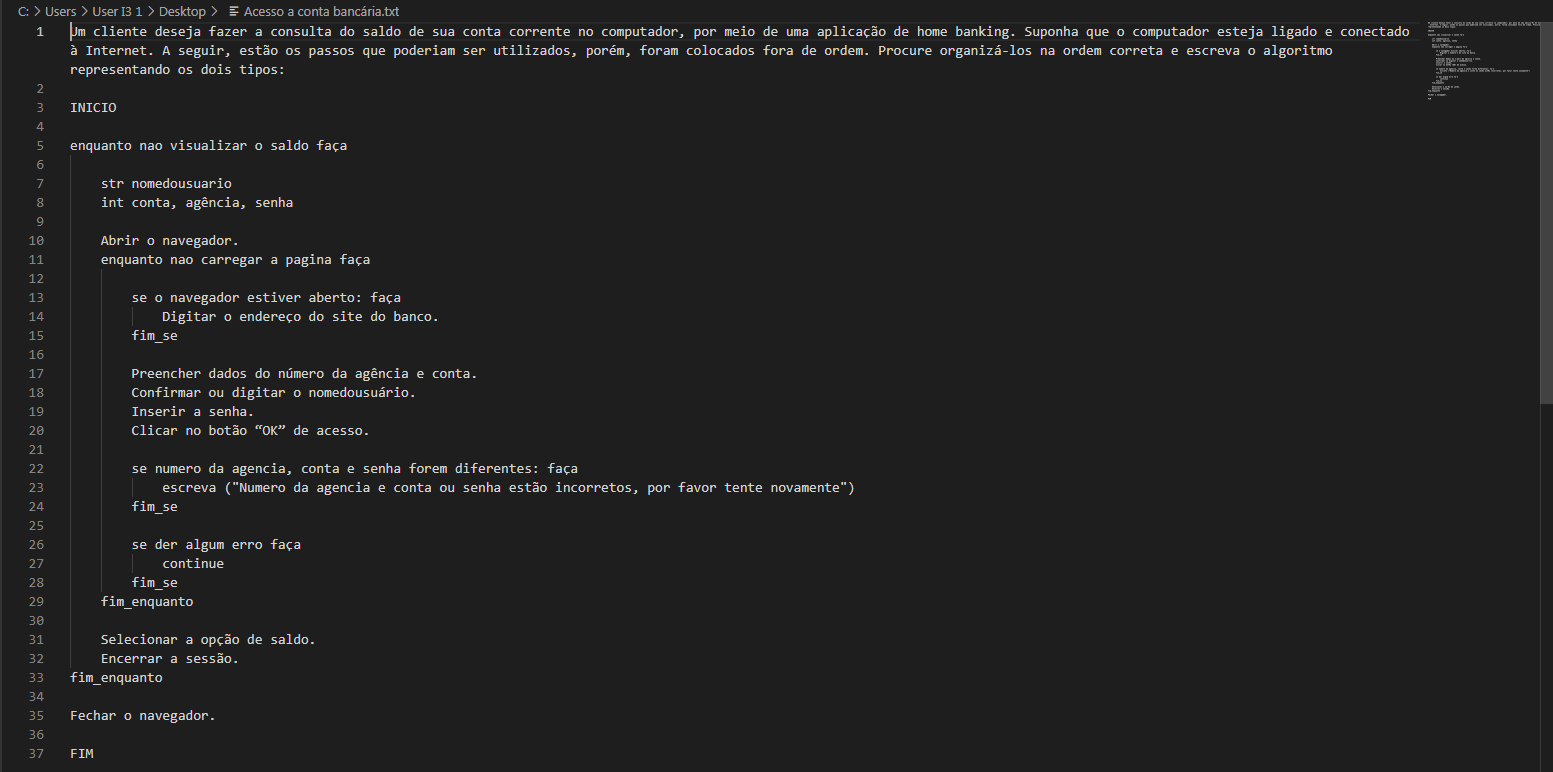 C: > Users > User I3 1 > Desktop > Acesso a conta bancária.txt
1 Um cliente deseja fazer a consulta do saldo de sua conta corrente no computador, por meio de uma aplicação de home banking. Suponha que o computador esteja ligado e conectado
à Internet. A seguir, estão os passos que poderiam ser utilizados, porém, foram colocados fora de ordem. Procure organizá-los na ordem correta e escreva o algoritmo
representando os dois tipos:
2
3 INICIO
4
5 enquanto nao visualizar o saldo faça
6
7 str nomedousuario
8 int conta, agência, senha
9
10 Abrir o navegador.
11 enquanto nao carregar a pagina faça
12
13 se o navegador estiver aberto: faça
14 Digitar o endereço do site do banco.
15 fim_se
16
17 Preencher dados do número da agência e conta.
18 Confirmar ou digitar o nomedousuário.
19 Inserir a senha.
20 Clicar no botão “OK” de acesso.
21
22 se numero da agencia, conta e senha forem diferentes: faça
23 escreva ("Numero da agencia e conta ou senha estão incorretos, por favor tente novamente")
24 fim_se
25
26 se der algum erro faça
27 continue
28 fim_se
29 fim_enquanto
30
31 Selecionar a opção de saldo.
32 Encerrar a sessão.
33 fim_enquanto
34
35 Fechar o navegador.
36
37 FIM